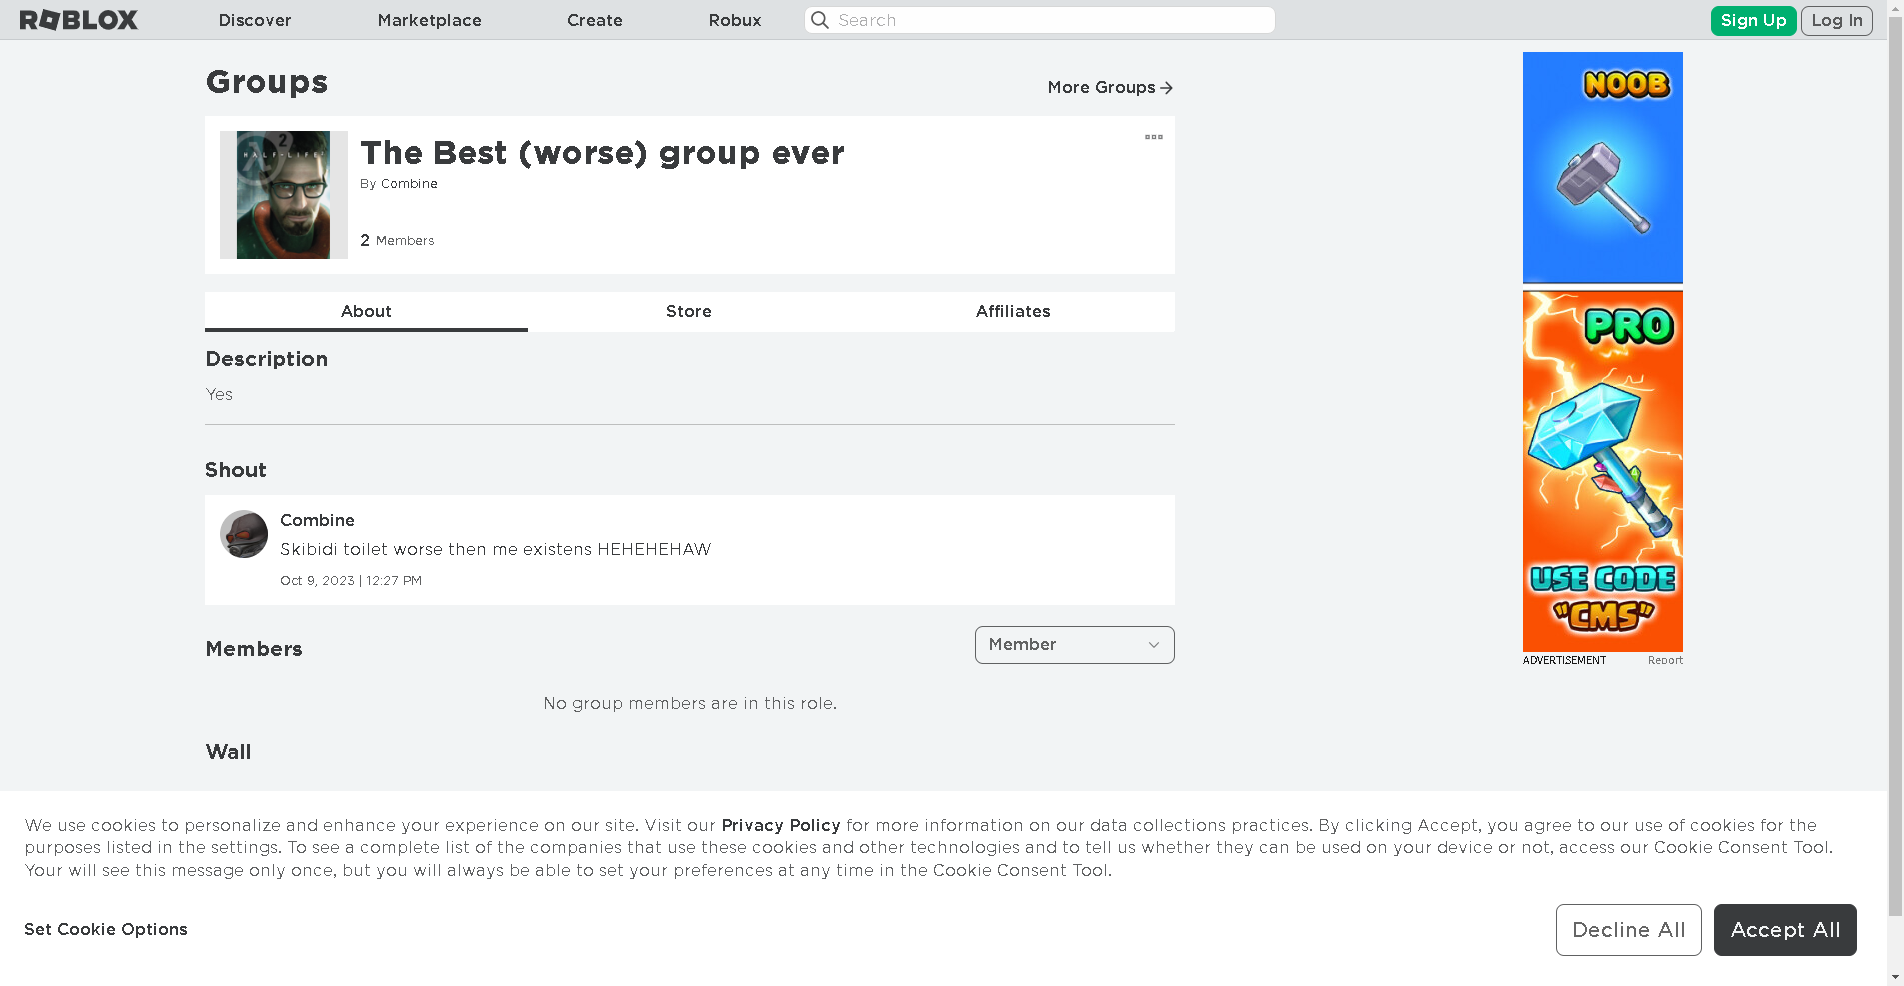 ROBLOX Discover Marketplace Create Robux Search Sign Up Log In
Groups
More Groups
2
HALF-LIFE
The Best (worse) group ever
By Combine
2 Members
About Store Affiliates
Description
Yes
Shout
Combine
Skibidi toilet worse then me existens HEHEHEHAW
Oct 9, 2023 | 12:27 PM
Members
Member
No group members are in this role.
Wall
NOOB
PRO
USE CODE
"CMS"
ADVERTISEMENT Report
We use cookies to personalize and enhance your experience on our site. Visit our Privacy Policy for more information on our data collections practices. By clicking Accept, you agree to our use of cookies for the
purposes listed in the settings. To see a complete list of the companies that use these cookies and other technologies and to tell us whether they can be used on your device or not, access our Cookie Consent Tool.
Your will see this message only once, but you will always be able to set your preferences at any time in the Cookie Consent Tool.
Set Cookie Options
Decline All
Accept All